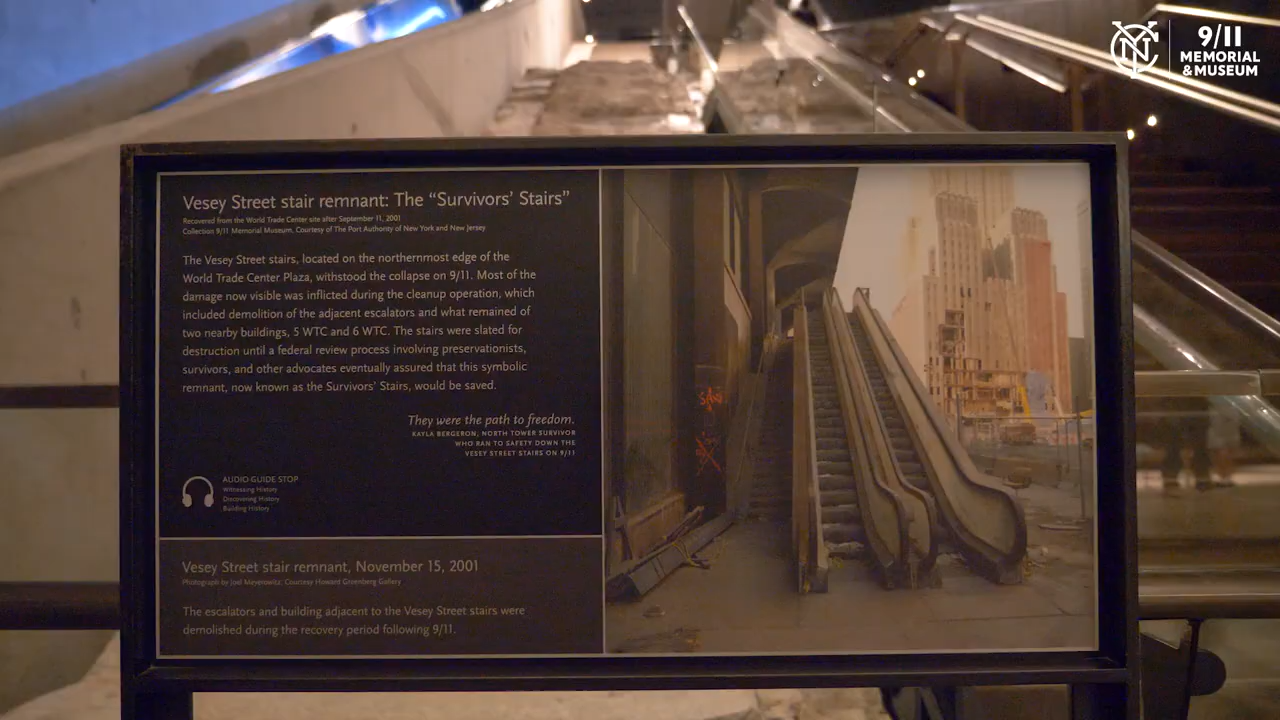 9/11
MEMORIAL
& MUSEUM
Vesey Street stair remnant: The “Survivors’ Stairs”
Recovered from the World Trade Center site after September 11, 2001
Collection 9/11 Memorial Museum, Courtesy of The Port Authority of New York and New Jersey
The Vesey Street stairs, located on the northernmost edge of the
World Trade Center Plaza, withstood the collapse on 9/11. Most of the
damage now visible was inflicted during the cleanup operation, which
included demolition of the adjacent escalators and what remained of
two nearby buildings, 5 WTC and 6 WTC. The stairs were slated for
destruction until a federal review process involving preservationists,
survivors, and other advocates eventually assured that this symbolic
remnant, now known as the Survivors’ Stairs, would be saved.
They were the path to freedom.
KAYLA BERGERON, NORTH TOWER SURVIVOR
WHO RAN TO SAFETY DOWN THE
VESEY STREET STAIRS ON 9/11
AUDIO GUIDE STOP
Witnessing History
Discovering History
Building History
Vesey Street stair remnant, November 15, 2001
Photograph by Joel Meyerowitz, Courtesy Howard Greenberg Gallery
The escalators and building adjacent to the Vesey Street stairs were
demolished during the recovery period following 9/11.